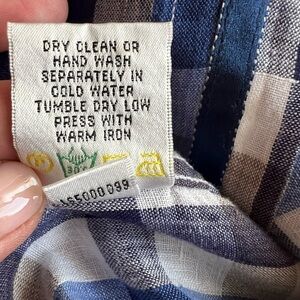 DRY CLEAN OR
HAND WASH
SEPARATELY IN
COLD WATER
TUMBLE DRY LOW
PRESS WITH
WARM IRON